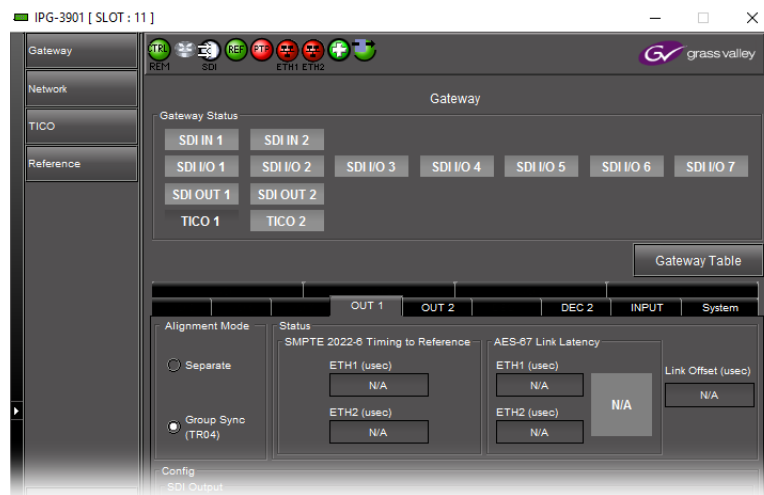 IPG-3901 [ SLOT : 11 ]
Gateway
Network
TICO
Reference
CTRL REF PTP
REM SDI ETH1 ETH2
GV grass valley
Gateway
Gateway Status
SDI IN 1 SDI IN 2
SDI I/O 1 SDI I/O 2 SDI I/O 3 SDI I/O 4 SDI I/O 5 SDI I/O 6 SDI I/O 7
SDI OUT 1 SDI OUT 2
TICO 1 TICO 2
Gateway Table
OUT 1 OUT 2 DEC 2 INPUT System
Alignment Mode
Separate
Group Sync
(TR04)
Status
SMPTE 2022-6 Timing to Reference
ETH1 (usec)
N/A
ETH2 (usec)
N/A
AES-67 Link Latency
ETH1 (usec)
N/A
ETH2 (usec)
N/A
N/A
Link Offset (usec)
N/A
Config
SDI Output